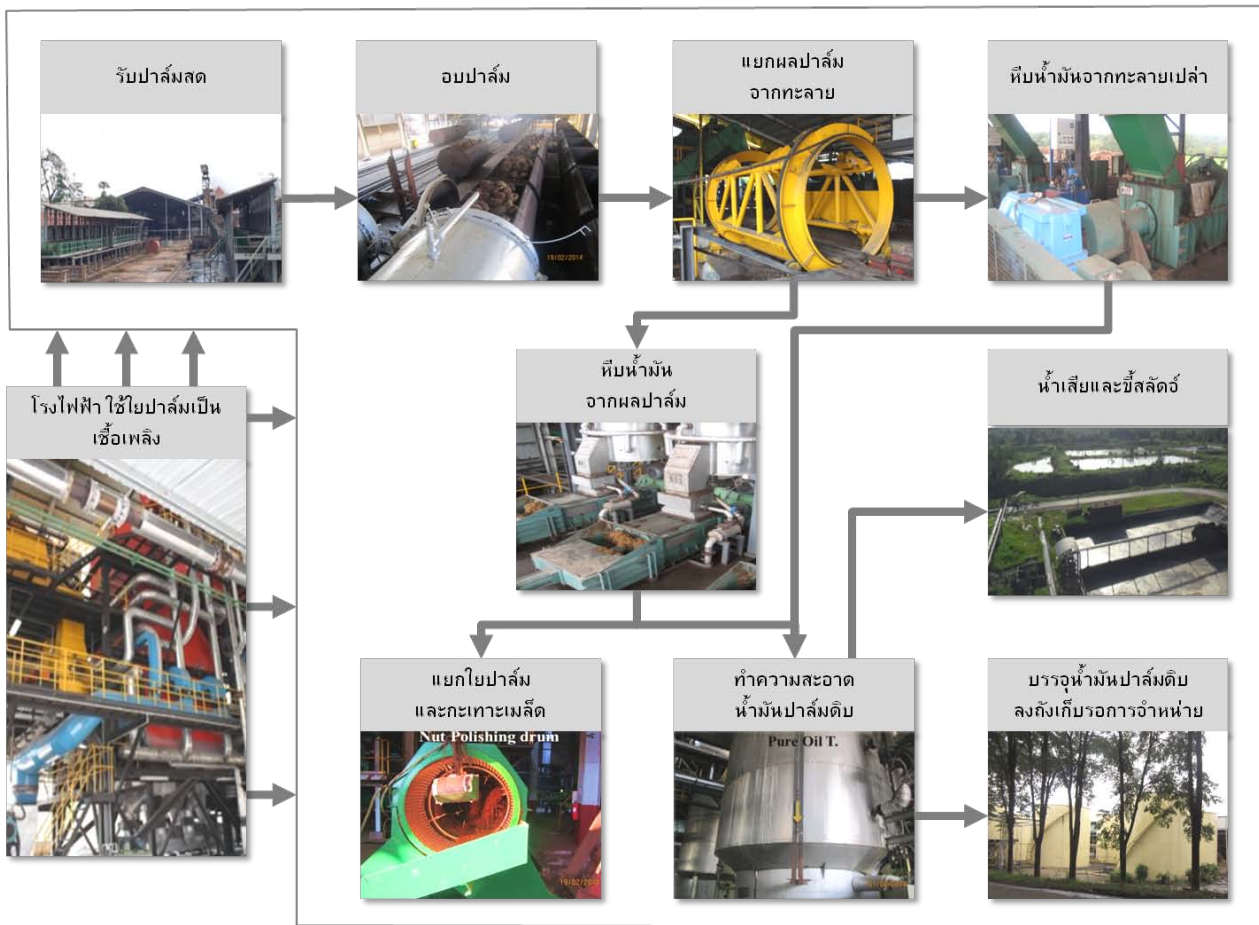 รับปาล์มสด
อบปาล์ม
แยกผลปาล์ม
จากทะลาย
หีบน้ำมันจากทะลายเปล่า
19/02/2014
หีบน้ำมัน
จากผลปาล์ม
น้ำเสียและขี้สลัดจ์
โรงไฟฟ้า ใช้ใยปาล์มเป็น
เชื้อเพลิง
แยกใยปาล์ม
และกะเทาะเมล็ด
Nut Polishing drum
19/02/2014
ทำความสะอาด
น้ำมันปาล์มดิบ
Pure Oil T.
บรรจุน้ำมันปาล์มดิบ
ลงถังเก็บรอการจำหน่าย